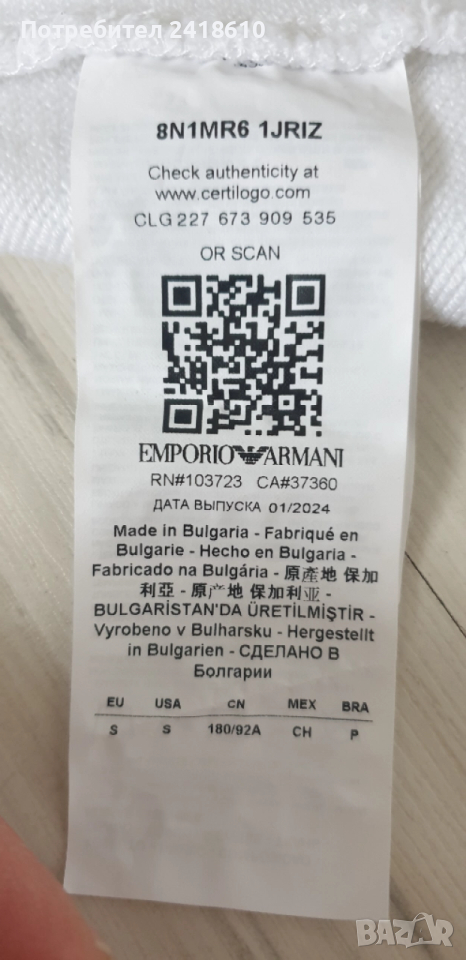 Потребител 2418610
8N1MR6 1JRIZ
Check authenticity at
www.certilogo.com
CLG 227 673 909 535
OR SCAN
EMPORIO ARMANI
RN#103723 CA#37360
ДАТА ВЫПУСКА 01/2024
Made in Bulgaria - Fabriqué en
Bulgarie - Hecho en Bulgaria -
Fabricado na Bulgária - 原產地 保加
利亞 - 原产地 保加利亚 -
BULGARİSTAN'DA ÜRETİLMİŞTİR -
Vyrobeno v Bulharsku - Hergestellt
in Bulgarien - СДЕЛАНО В
Болгарии
EU USA CN MEX BRA
S S 180/92A CH P
BAZAR